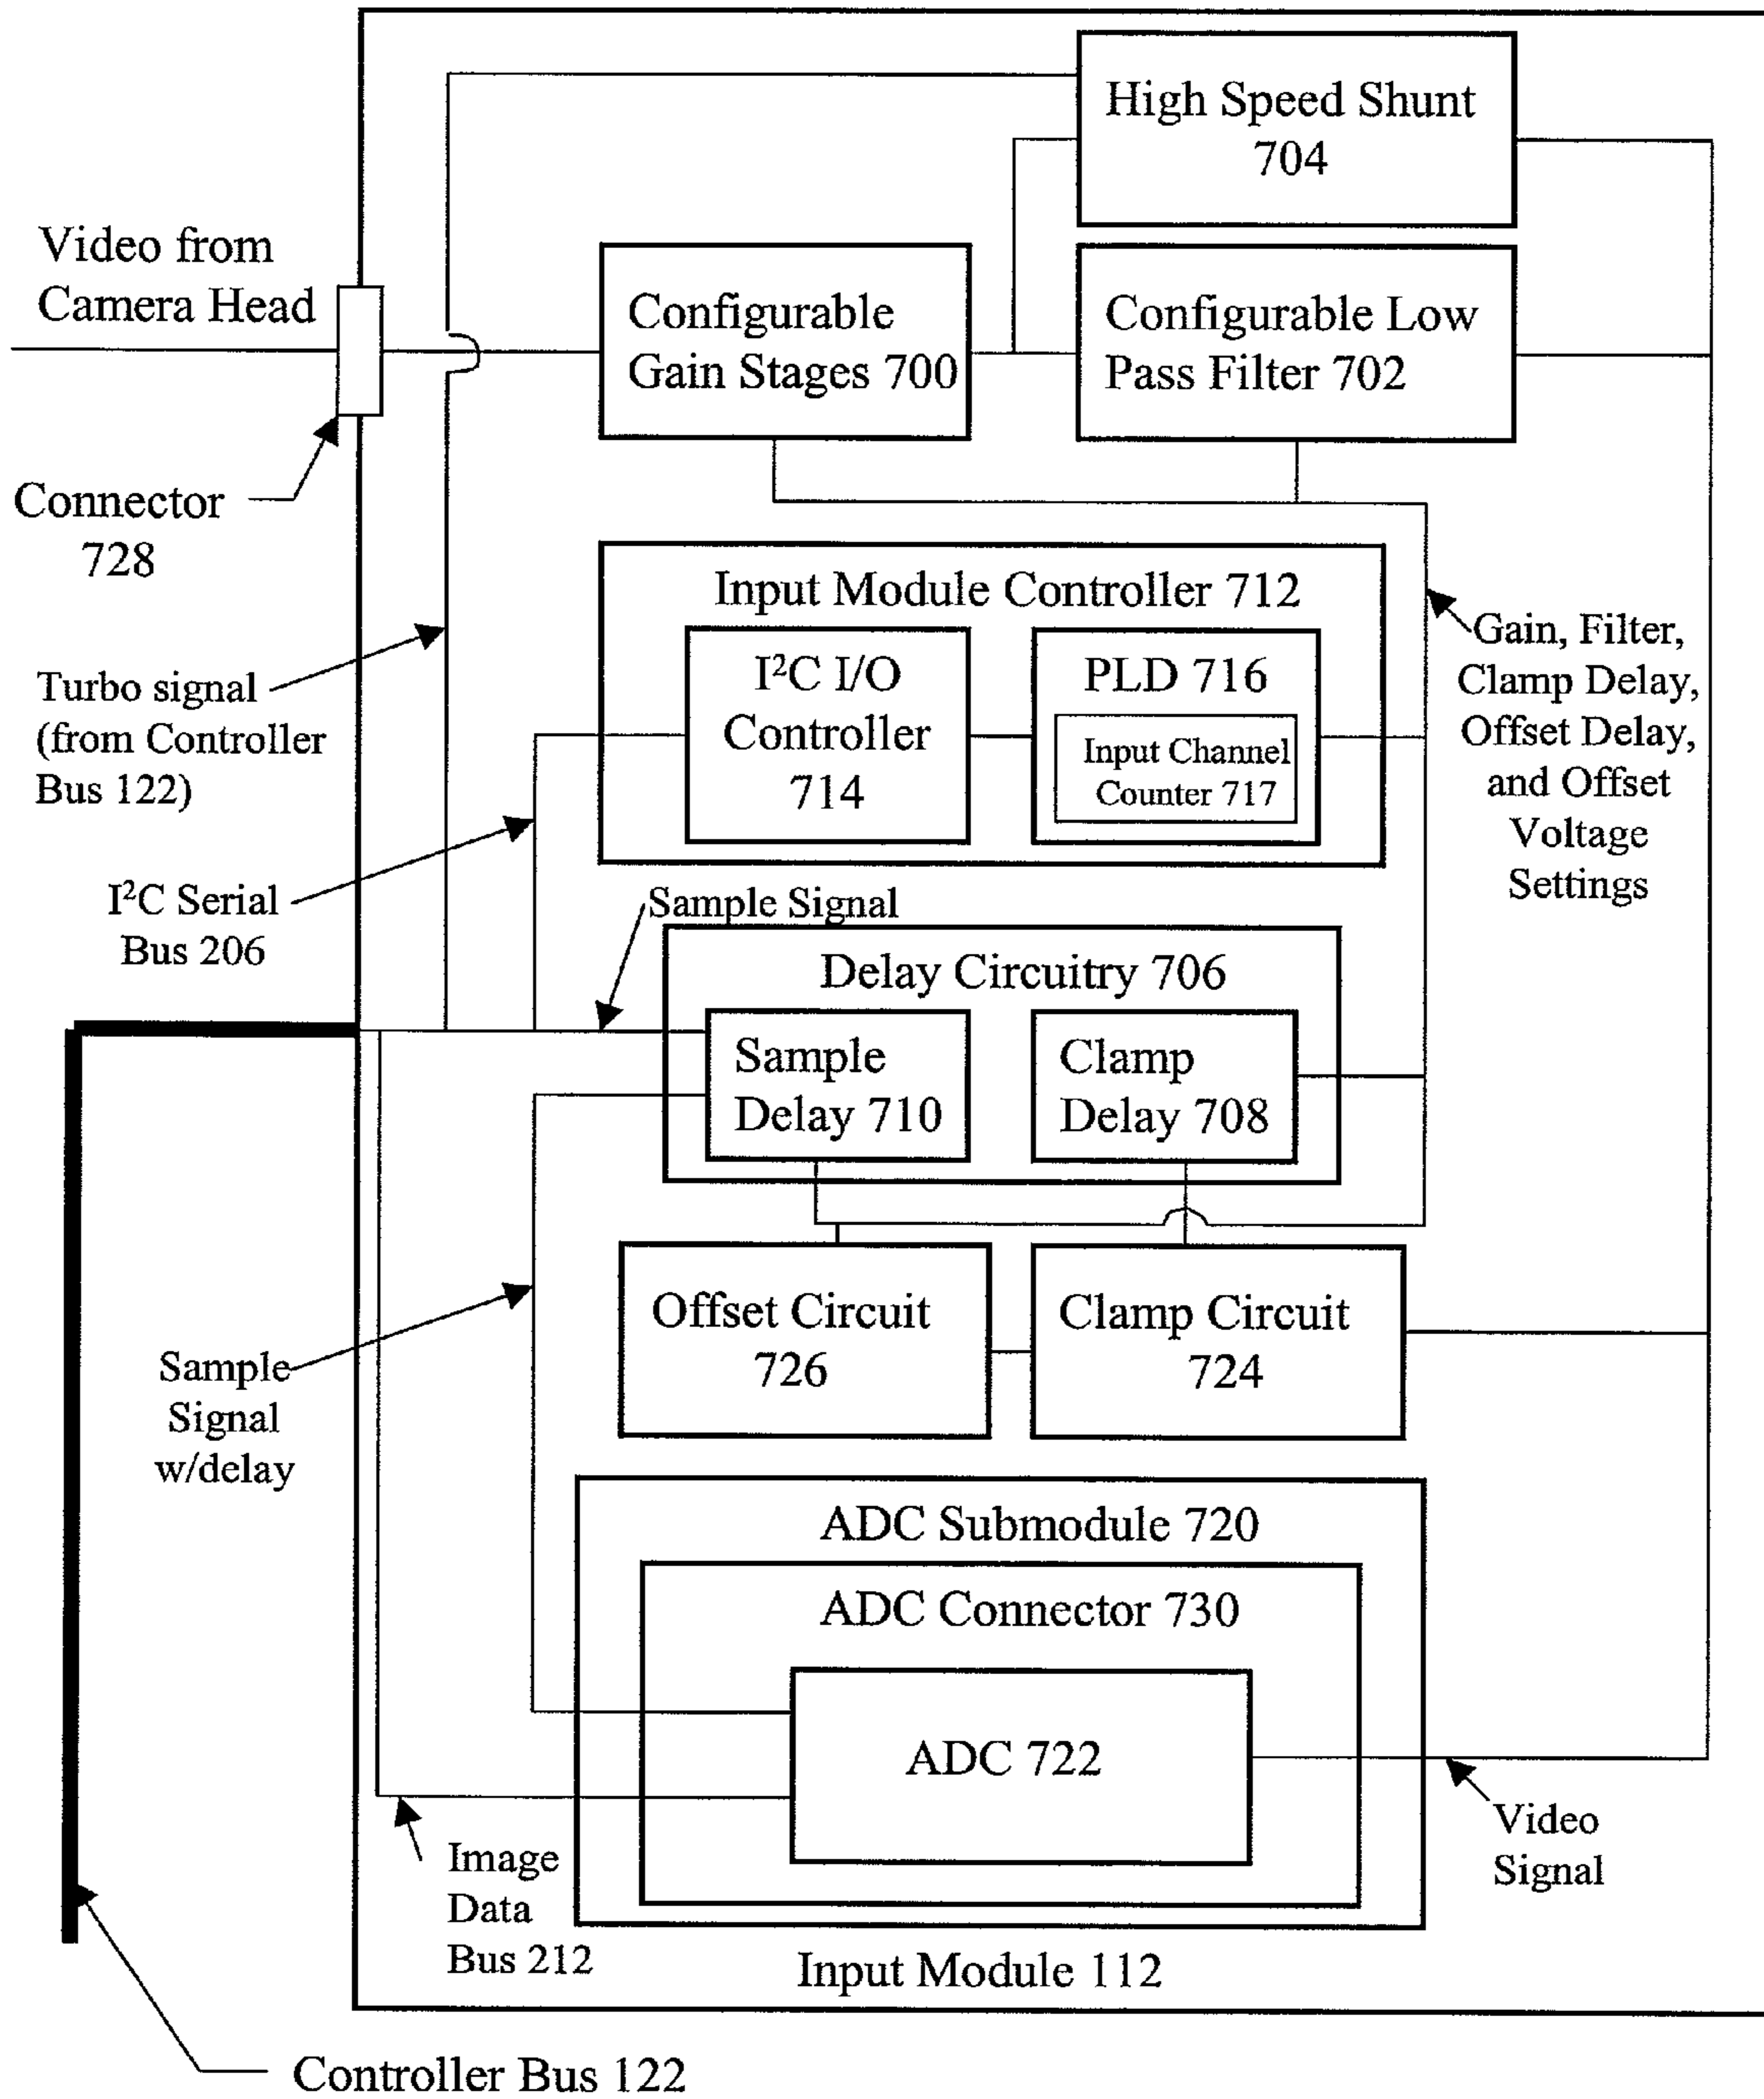 High Speed Shunt
704
Video from
Camera Head
Configurable
Gain Stages 700
Configurable Low
Pass Filter 702
Connector
728
Input Module Controller 712
I²C I/O
Controller
714
PLD 716
Input Channel
Counter 717
Gain, Filter,
Clamp Delay,
Offset Delay,
and Offset
Voltage
Settings
Turbo signal
(from Controller
Bus 122)
I²C Serial
Bus 206
Sample Signal
Delay Circuitry 706
Sample
Delay 710
Clamp
Delay 708
Offset Circuit
726
Clamp Circuit
724
Sample
Signal
w/delay
ADC Submodule 720
ADC Connector 730
ADC 722
Video
Signal
Image
Data
Bus 212
Input Module 112
Controller Bus 122